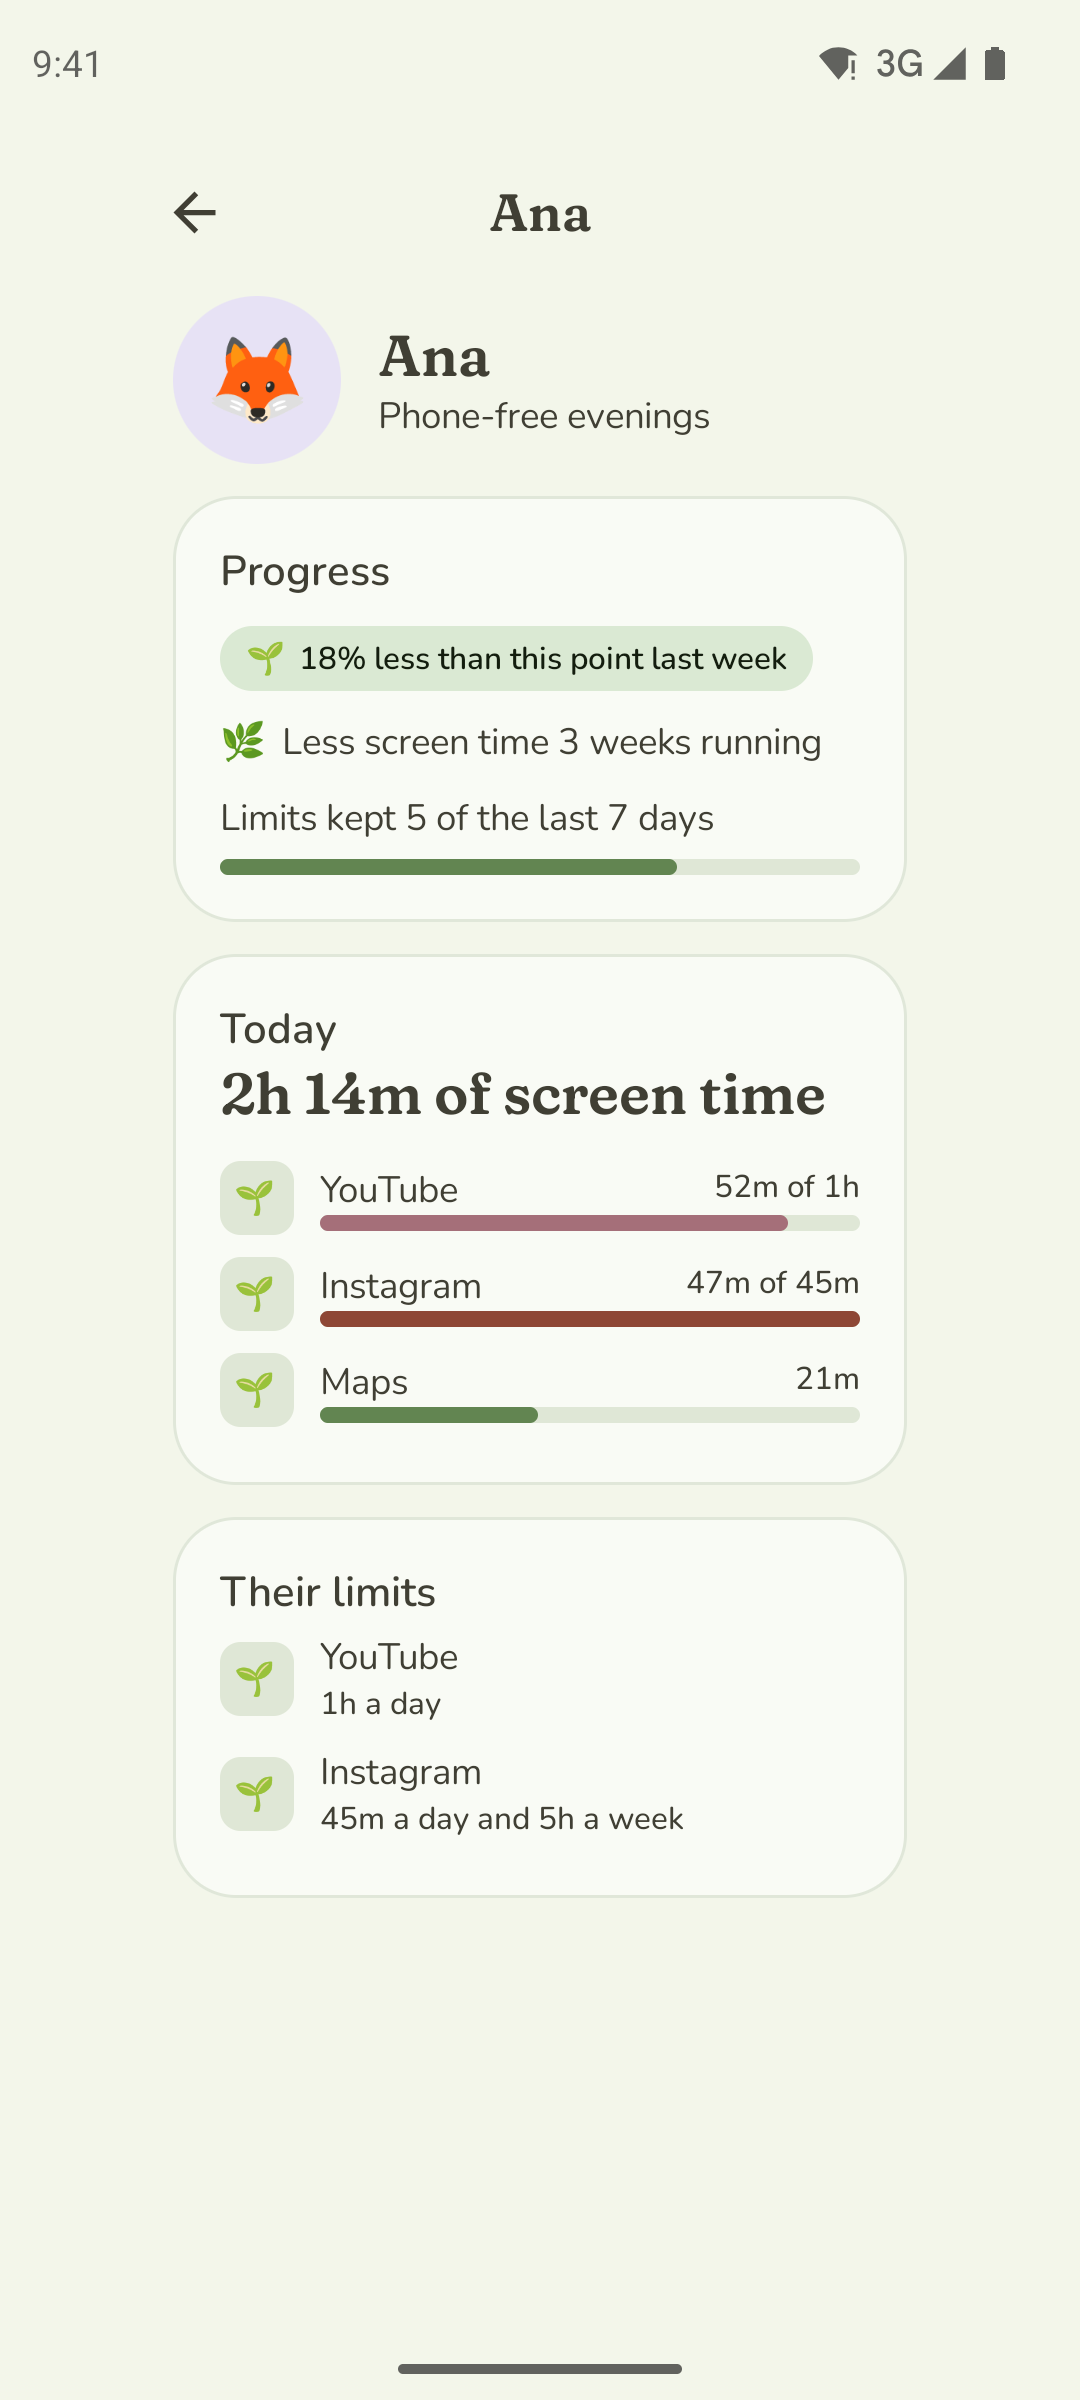 9:41
3G
Ana
Ana
Phone-free evenings
Progress
18% less than this point last week
Less screen time 3 weeks running
Limits kept 5 of the last 7 days
Today
2h 14m of screen time
YouTube 52m of 1h
Instagram 47m of 45m
Maps 21m
Their limits
YouTube
1h a day
Instagram
45m a day and 5h a week